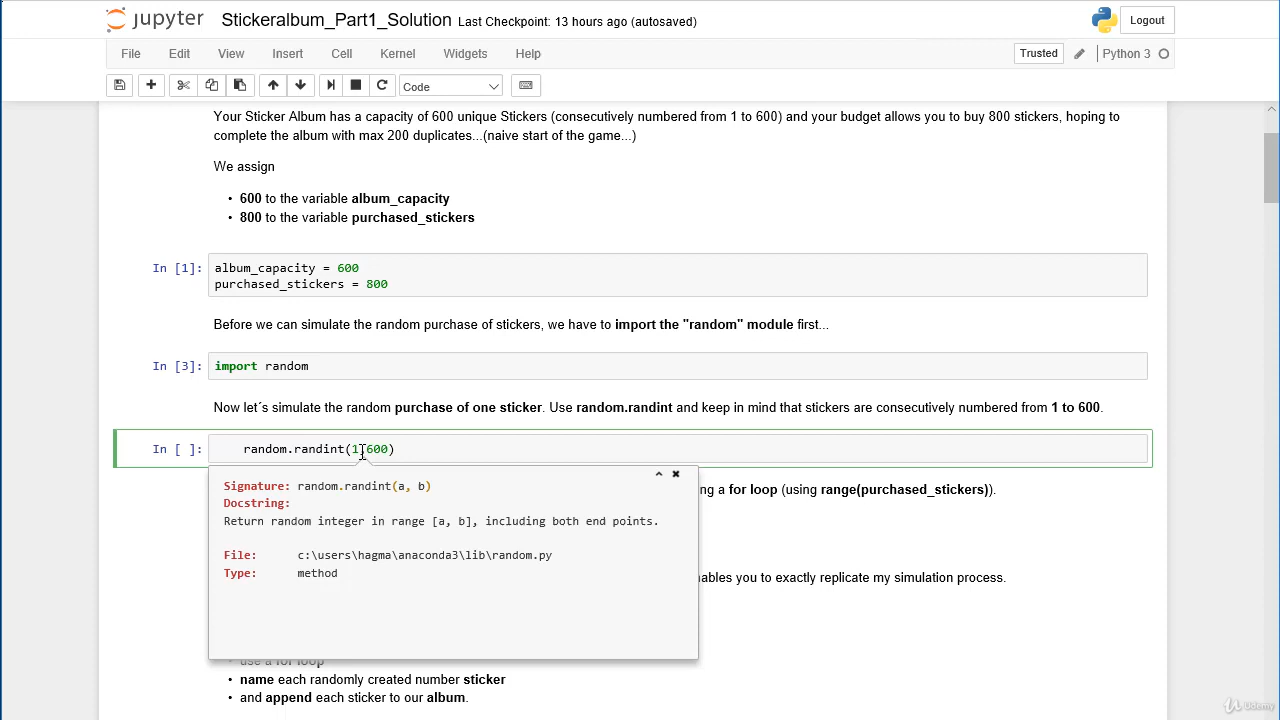 jupyter Stickeralbum_Part1_Solution Last Checkpoint: 13 hours ago (autosaved) Logout
File Edit View Insert Cell Kernel Widgets Help Trusted Python 3
Code
Your Sticker Album has a capacity of 600 unique Stickers (consecutively numbered from 1 to 600) and your budget allows you to buy 800 stickers, hoping to
complete the album with max 200 duplicates...(naive start of the game...)
We assign
• 600 to the variable album_capacity
• 800 to the variable purchased_stickers
In [1]: album_capacity = 600
purchased_stickers = 800
Before we can simulate the random purchase of stickers, we have to import the "random" module first...
In [3]: import random
Now let´s simulate the random purchase of one sticker. Use random.randint and keep in mind that stickers are consecutively numbered from 1 to 600.
In [ ]: random.randint(1,600)
Signature: random.randint(a, b)
ng a for loop (using range(purchased_stickers)).
Docstring:
Return random integer in range [a, b], including both end points.
File: c:\users\hagma\anaconda3\lib\random.py
Type: method
nables you to exactly replicate my simulation process.
use a for loop
• name each randomly created number sticker
• and append each sticker to our album.
Udemy